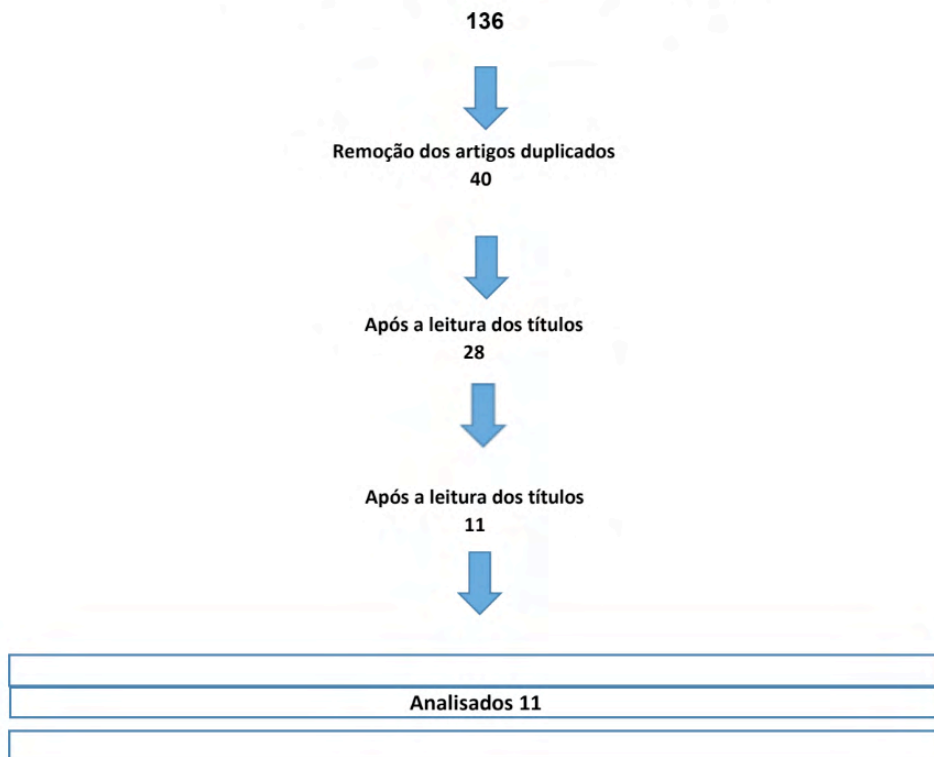 136
Remoção dos artigos duplicados
40
Após a leitura dos títulos
28
Após a leitura dos títulos
11
Analisados 11